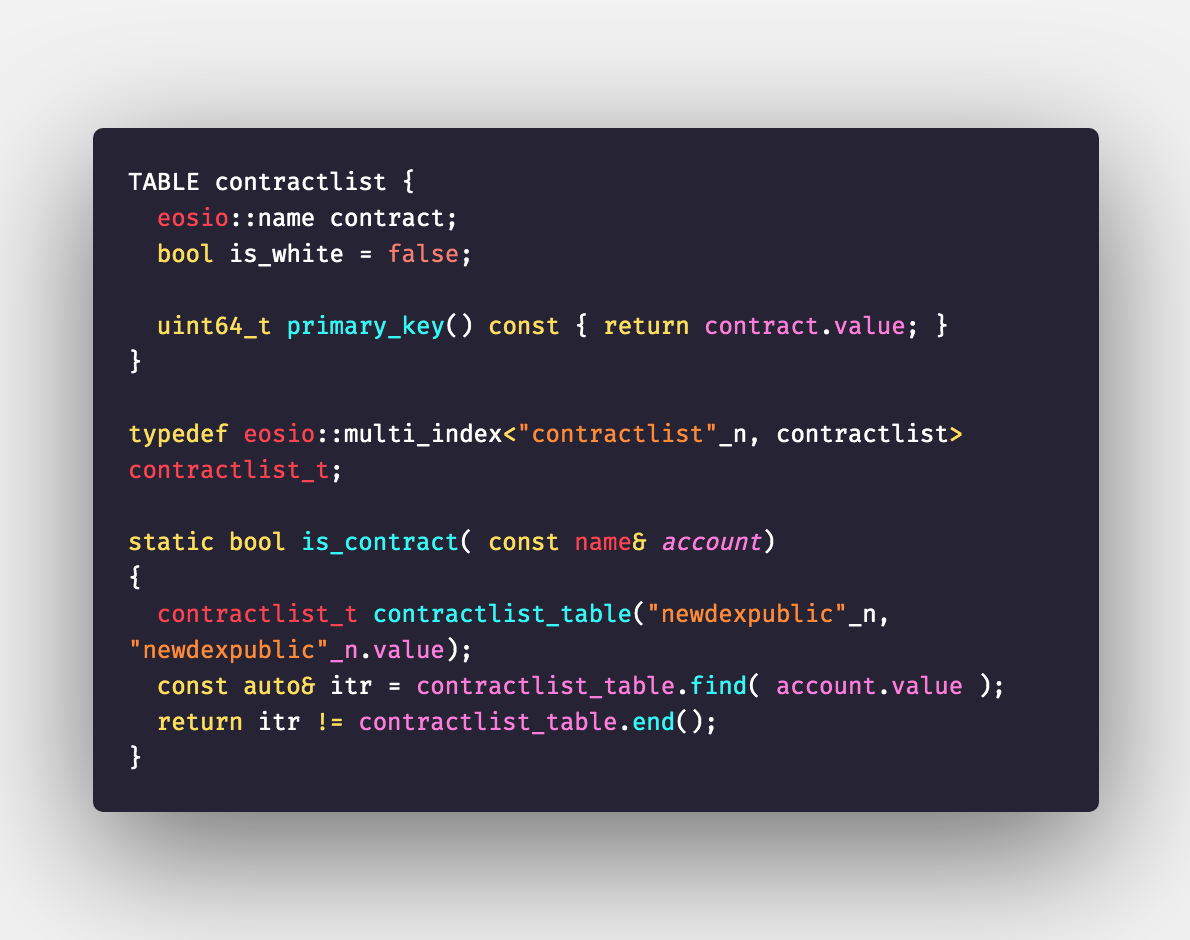 TABLE contractlist {
  eosio::name contract;
  bool is_white = false;

  uint64_t primary_key() const { return contract.value; }
}

typedef eosio::multi_index<"contractlist"_n, contractlist>
contractlist_t;

static bool is_contract( const name& account)
{
  contractlist_t contractlist_table("newdexpublic"_n,
"newdexpublic"_n.value);
  const auto& itr = contractlist_table.find( account.value );
  return itr != contractlist_table.end();
}